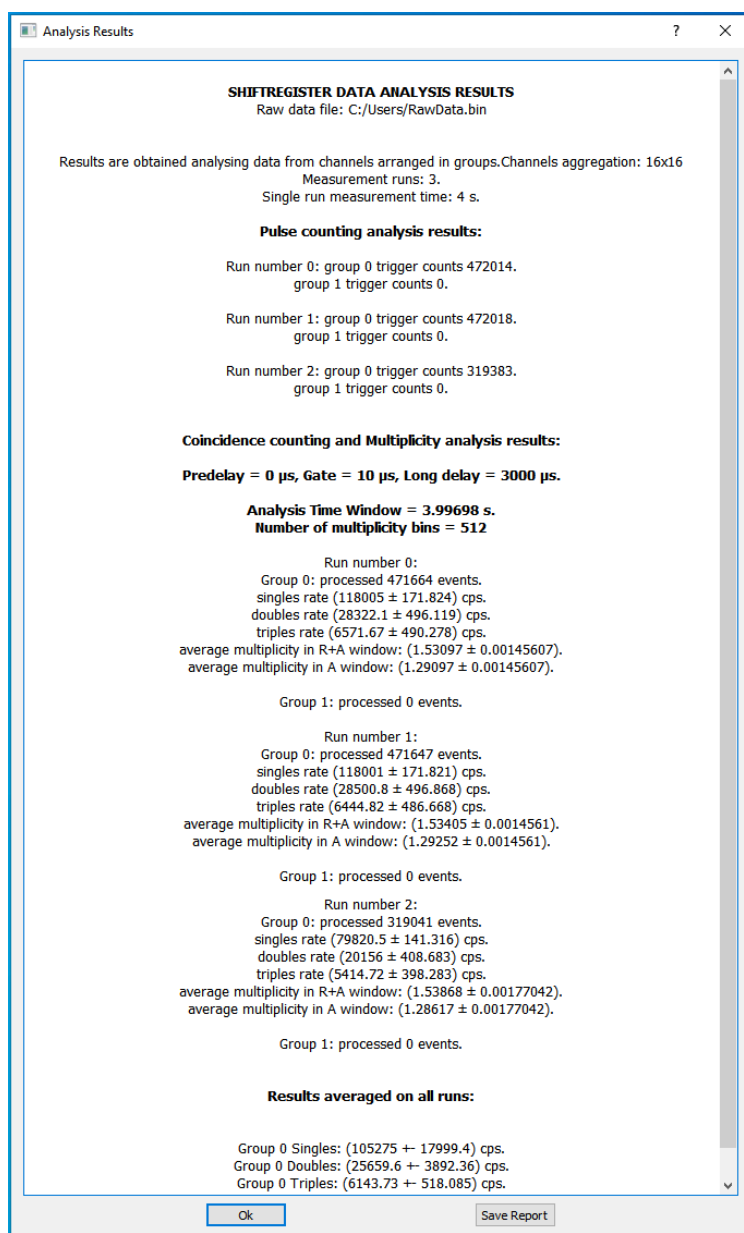 Analysis Results
?
SHIFTREGISTER DATA ANALYSIS RESULTS
Raw data file: C:/Users/RawData.bin
Results are obtained analysing data from channels arranged in groups.Channels aggregation: 16x16
Measurement runs: 3.
Single run measurement time: 4 s.
Pulse counting analysis results:
Run number 0: group 0 trigger counts 472014.
group 1 trigger counts 0.
Run number 1: group 0 trigger counts 472018.
group 1 trigger counts 0.
Run number 2: group 0 trigger counts 319383.
group 1 trigger counts 0.
Coincidence counting and Multiplicity analysis results:
Predelay = 0 μs, Gate = 10 μs, Long delay = 3000 μs.
Analysis Time Window = 3.99698 s.
Number of multiplicity bins = 512
Run number 0:
Group 0: processed 471664 events.
singles rate (118005 ± 171.824) cps.
doubles rate (28322.1 ± 496.119) cps.
triples rate (6571.67 ± 490.278) cps.
average multiplicity in R+A window: (1.53097 ± 0.00145607).
average multiplicity in A window: (1.29097 ± 0.00145607).
Group 1: processed 0 events.
Run number 1:
Group 0: processed 471647 events.
singles rate (118001 ± 171.821) cps.
doubles rate (28500.8 ± 496.868) cps.
triples rate (6444.82 ± 486.668) cps.
average multiplicity in R+A window: (1.53405 ± 0.0014561).
average multiplicity in A window: (1.29252 ± 0.0014561).
Group 1: processed 0 events.
Run number 2:
Group 0: processed 319041 events.
singles rate (79820.5 ± 141.316) cps.
doubles rate (20156 ± 408.683) cps.
triples rate (5414.72 ± 398.283) cps.
average multiplicity in R+A window: (1.53868 ± 0.00177042).
average multiplicity in A window: (1.28617 ± 0.00177042).
Group 1: processed 0 events.
Results averaged on all runs:
Group 0 Singles: (105275 +- 17999.4) cps.
Group 0 Doubles: (25659.6 +- 3892.36) cps.
Group 0 Triples: (6143.73 +- 518.085) cps.
Ok
Save Report